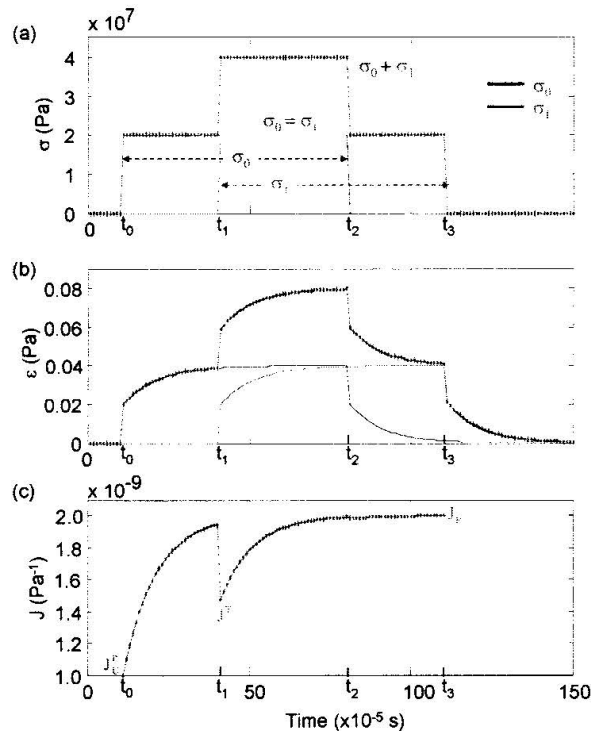 x 10^7
(a)
4
σ₀ + σ₁
σ₀
3
σ₁
σ (Pa)
2
σ₀ = σ₁
σ₀
1
σ₁
0
0 t₀ t₁ t₂ t₃
(b)
0.08
0.06
ε (Pa)
0.04
0.02
0
0 t₀ t₁ t₂ t₃
x 10^-9
(c)
2.0
1.8
J (Pa^-1)
1.6
1.4
1.2
1.0
0 t₀ t₁ 50 t₂ 100 t₃ 150
Time (x10^-5 s)